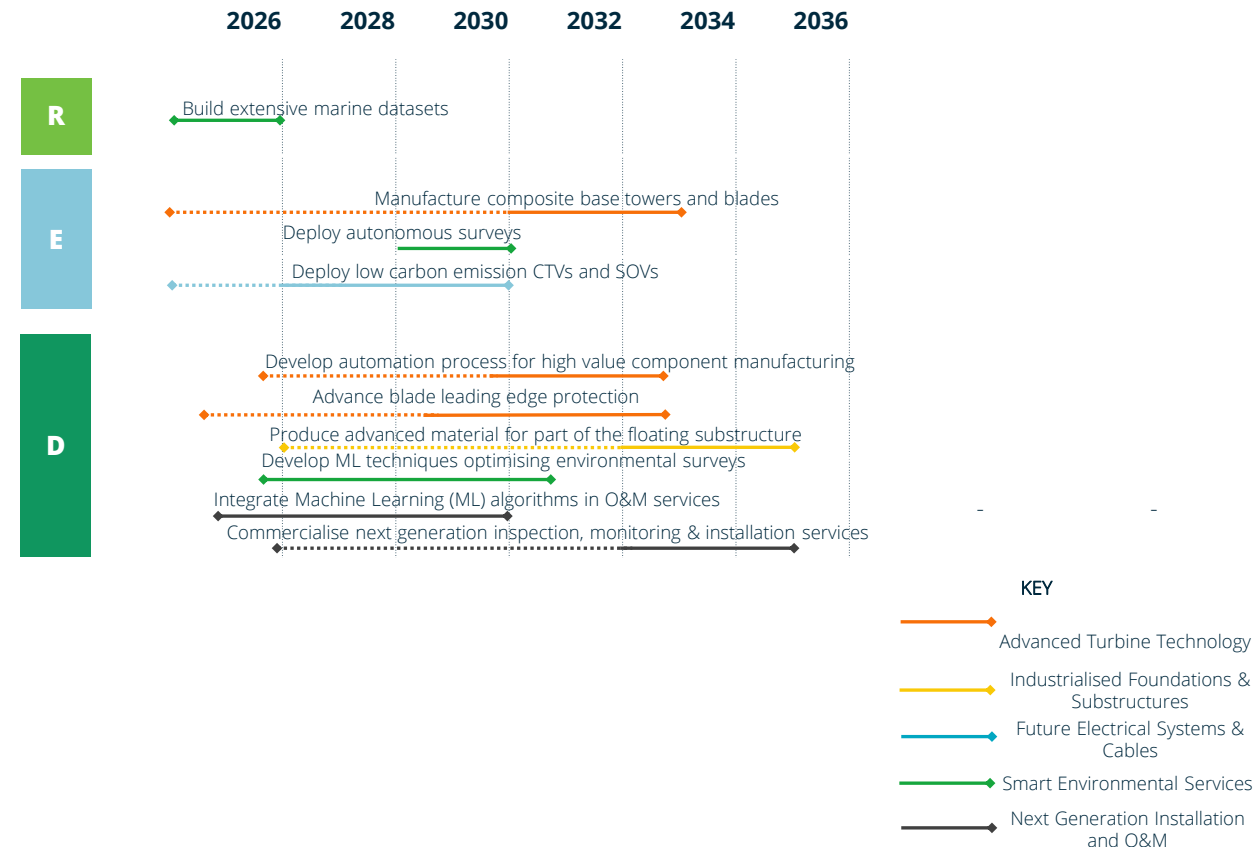 2026 2028 2030 2032 2034 2036
R
Build extensive marine datasets
E
Manufacture composite base towers and blades
Deploy autonomous surveys
Deploy low carbon emission CTVs and SOVs
D
Develop automation process for high value component manufacturing
Advance blade leading edge protection
Produce advanced material for part of the floating substructure
Develop ML techniques optimising environmental surveys
Integrate Machine Learning (ML) algorithms in O&M services
Commercialise next generation inspection, monitoring & installation services
KEY
Advanced Turbine Technology
Industrialised Foundations &
Substructures
Future Electrical Systems &
Cables
Smart Environmental Services
Next Generation Installation
and O&M